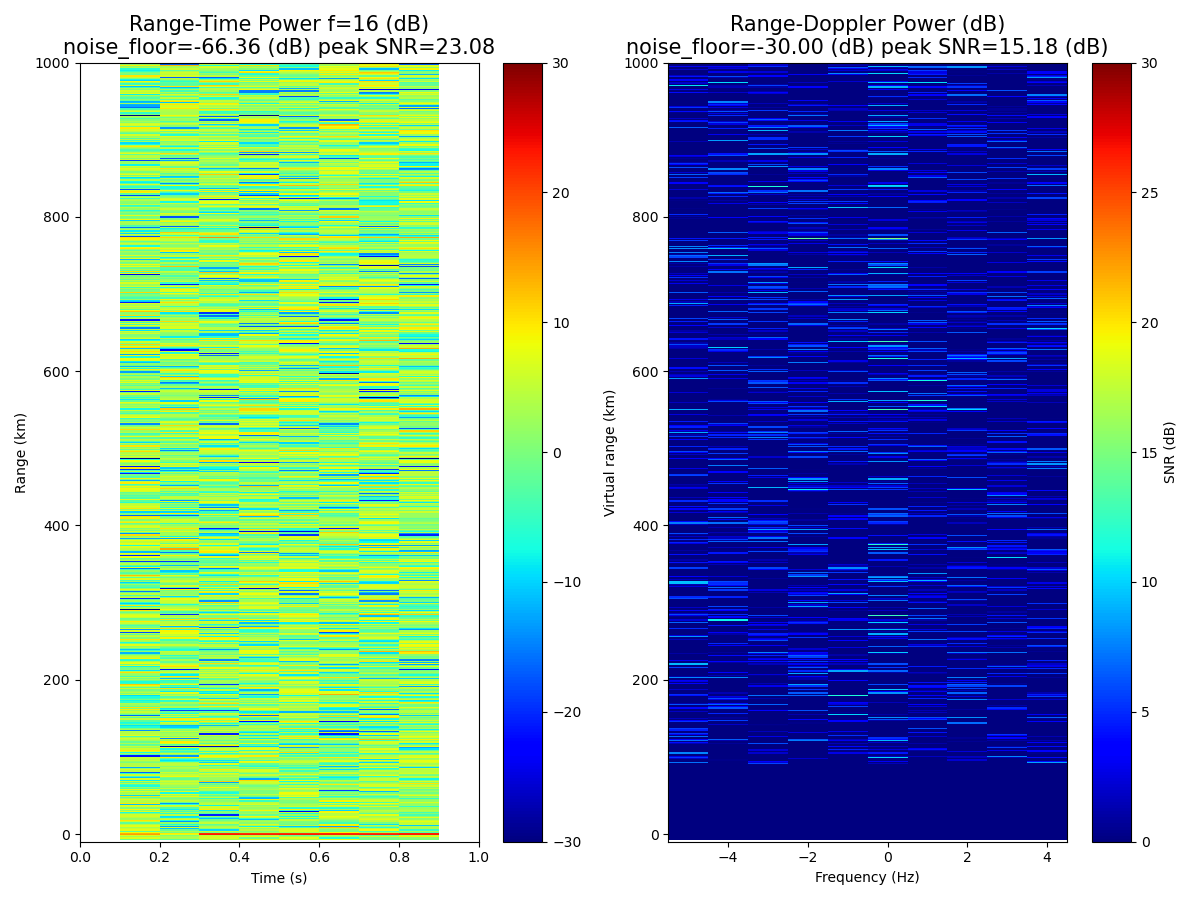 Range-Time Power f=16 (dB)
noise_floor=-66.36 (dB) peak SNR=23.08
Range (km)
1000
800
600
400
200
0
0.0 0.2 0.4 0.6 0.8 1.0
Time (s)
30
20
10
0
−10
−20
−30
Range-Doppler Power (dB)
noise_floor=-30.00 (dB) peak SNR=15.18 (dB)
Virtual range (km)
1000
800
600
400
200
0
−4 −2 0 2 4
Frequency (Hz)
30
25
20
15
10
5
0
SNR (dB)